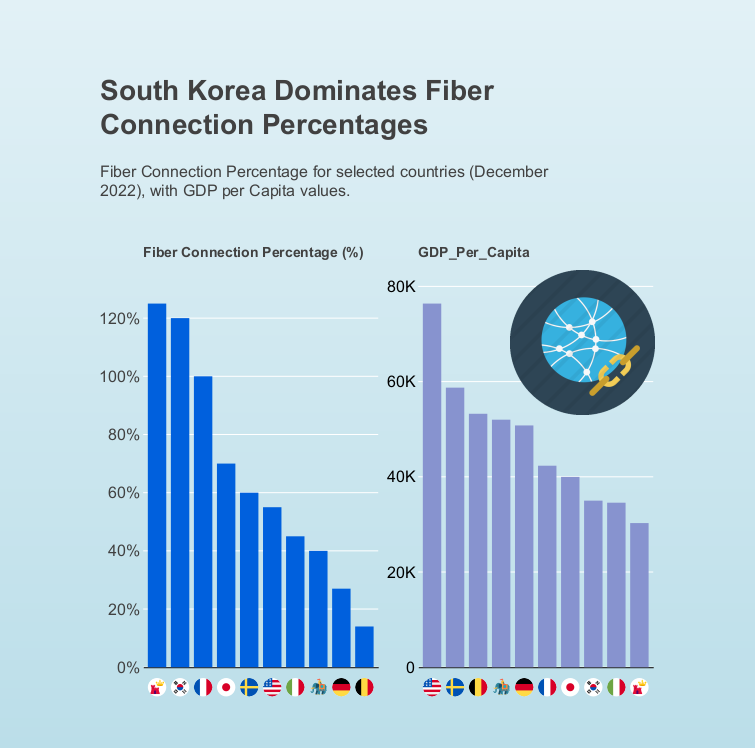 South Korea Dominates Fiber
Connection Percentages
Fiber Connection Percentage for selected countries (December
2022), with GDP per Capita values.
Fiber Connection Percentage (%)
120%
100%
80%
60%
40%
20%
0%
GDP_Per_Capita
80K
60K
40K
20K
0